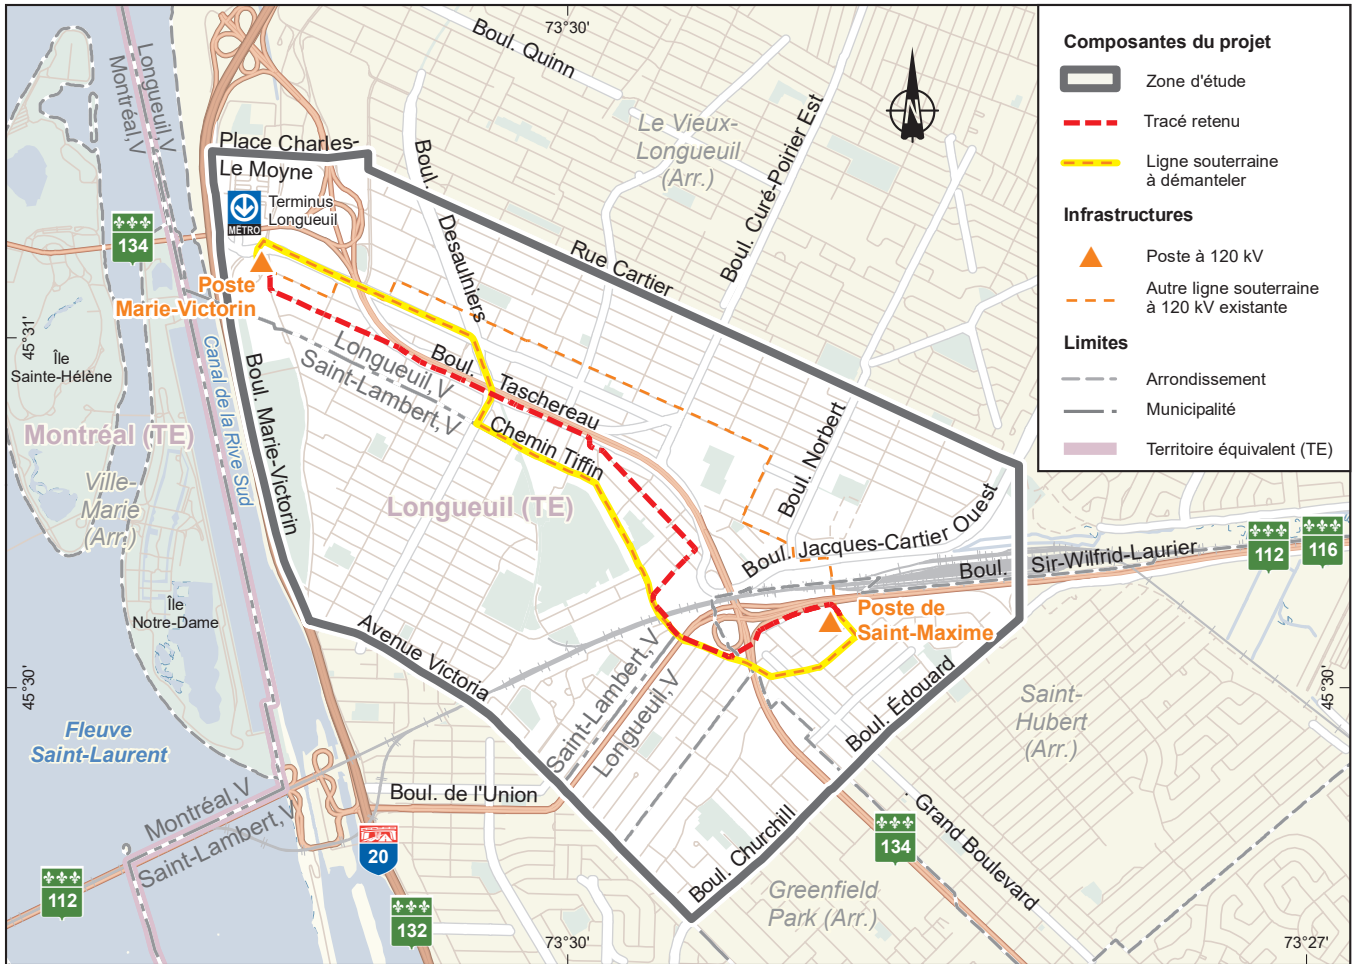 73°30'
Boul. Quinn
Longueuil,V
Montréal,V
Place Charles-
Le Moyne
Terminus
Longueuil
MÉTRO
134
Boul.
Desaulniers
Le Vieux-
Longueuil
(Arr.)
Boul. Curé-Poirier Est
Rue Cartier
N
Composantes du projet
Zone d'étude
Tracé retenu
Ligne souterraine
à démanteler
Infrastructures
Poste à 120 kV
Autre ligne souterraine
à 120 kV existante
Limites
Arrondissement
Municipalité
Territoire équivalent (TE)
Poste
Marie-Victorin
45°31'
Île
Sainte-Hélène
Canal de la Rive Sud
Boul. Marie-Victorin
Longueuil,V
Saint-Lambert,V
Boul.
Taschereau
Chemin Tiffin
Boul. Norbert
Montréal (TE)
Ville-
Marie
(Arr.)
Longueuil (TE)
Boul. Jacques-Cartier Ouest
Boul.
Sir-Wilfrid-Laurier
112
116
Île
Notre-Dame
Poste de
Saint-Maxime
Avenue Victoria
Saint-Lambert,V
Longueuil,V
Boul. Édouard
Saint-
Hubert
(Arr.)
45°30'
45°30'
Fleuve
Saint-Laurent
Montréal,V
Saint-Lambert,V
Boul. de l'Union
20
112
132
Boul. Churchill
134
Grand Boulevard
Greenfield
Park (Arr.)
73°30'
73°27'